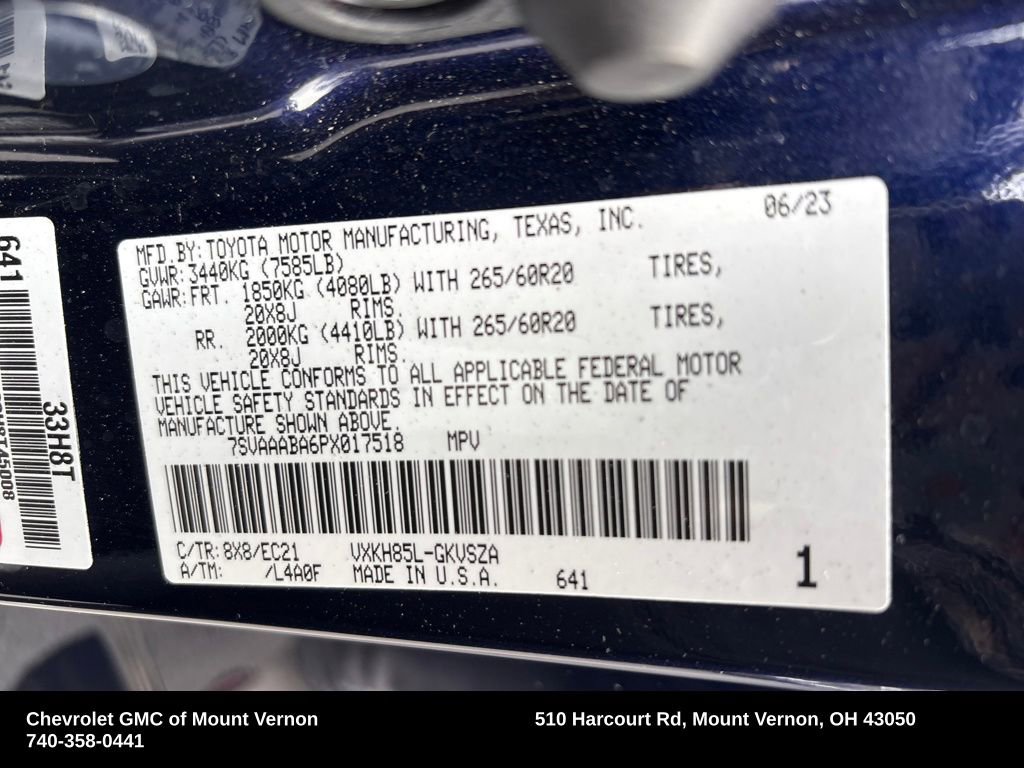 06/23
MFD.BY:TOYOTA MOTOR MANUFACTURING, TEXAS, INC.
GVWR:3440KG (7585LB)
GAWR:FRT. 1850KG (4080LB) WITH 265/60R20 TIRES,
20X8J RIMS.
RR. 2000KG (4410LB) WITH 265/60R20 TIRES,
20X8J RIMS.
THIS VEHICLE CONFORMS TO ALL APPLICABLE FEDERAL MOTOR
VEHICLE SAFETY STANDARDS IN EFFECT ON THE DATE OF
MANUFACTURE SHOWN ABOVE.
7SVAAABA6PX017518 MPV
C/TR:8X8/EC21 VXKH85L-GKVSZA
A/TM: /L4A0F MADE IN U.S.A. 641
1
641
33H8T
Chevrolet GMC of Mount Vernon
740-358-0441
510 Harcourt Rd, Mount Vernon, OH 43050